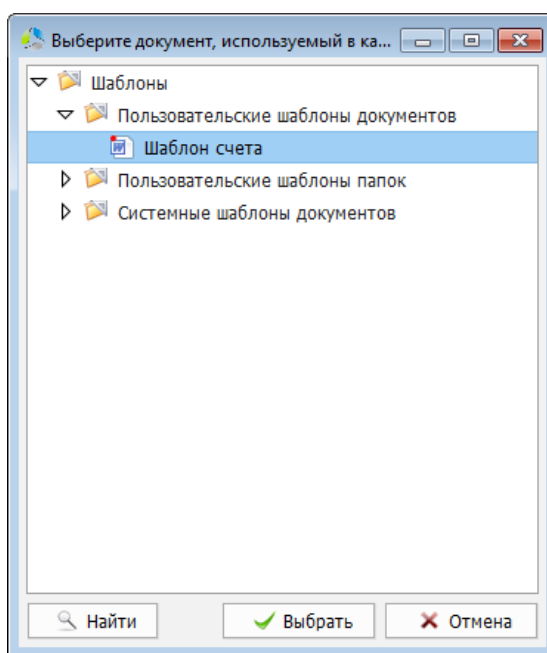 Выберите документ, используемый в ка...
Шаблоны
Пользовательские шаблоны документов
Шаблон счета
Пользовательские шаблоны папок
Системные шаблоны документов
Найти Выбрать Отмена